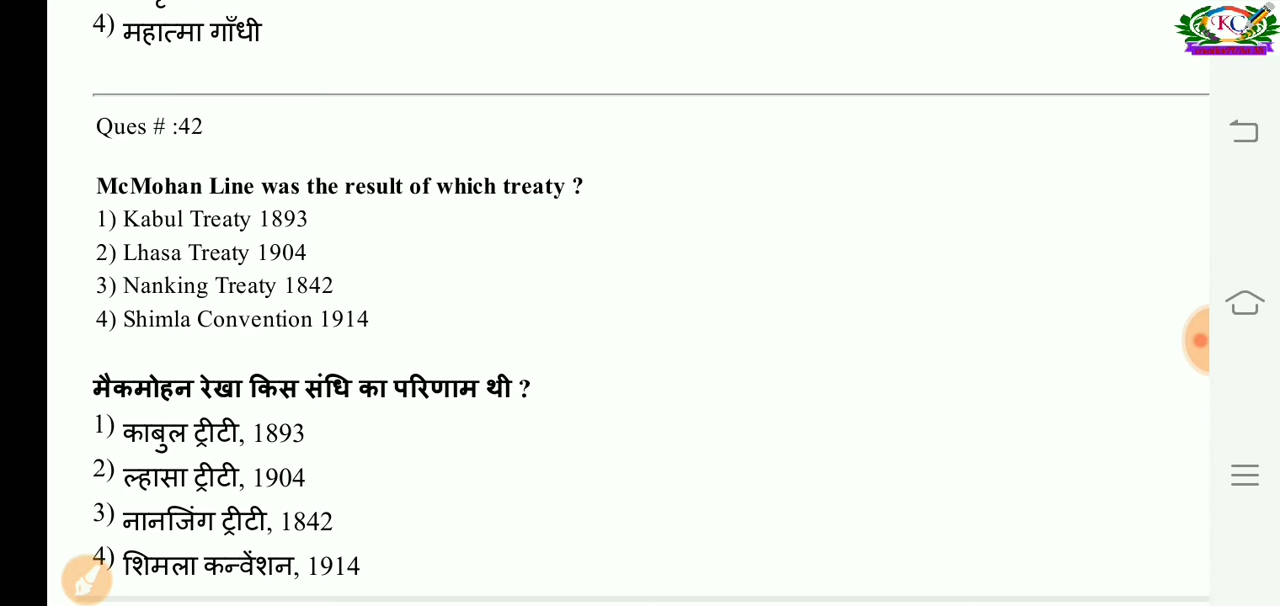 4) महात्मा गाँधी
KC
Ques # :42
McMohan Line was the result of which treaty ?
1) Kabul Treaty 1893
2) Lhasa Treaty 1904
3) Nanking Treaty 1842
4) Shimla Convention 1914
मैकमोहन रेखा किस संधि का परिणाम थी ?
1) काबुल ट्रीटी, 1893
2) ल्हासा ट्रीटी, 1904
3) नानजिंग ट्रीटी, 1842
4) शिमला कन्वेंशन, 1914